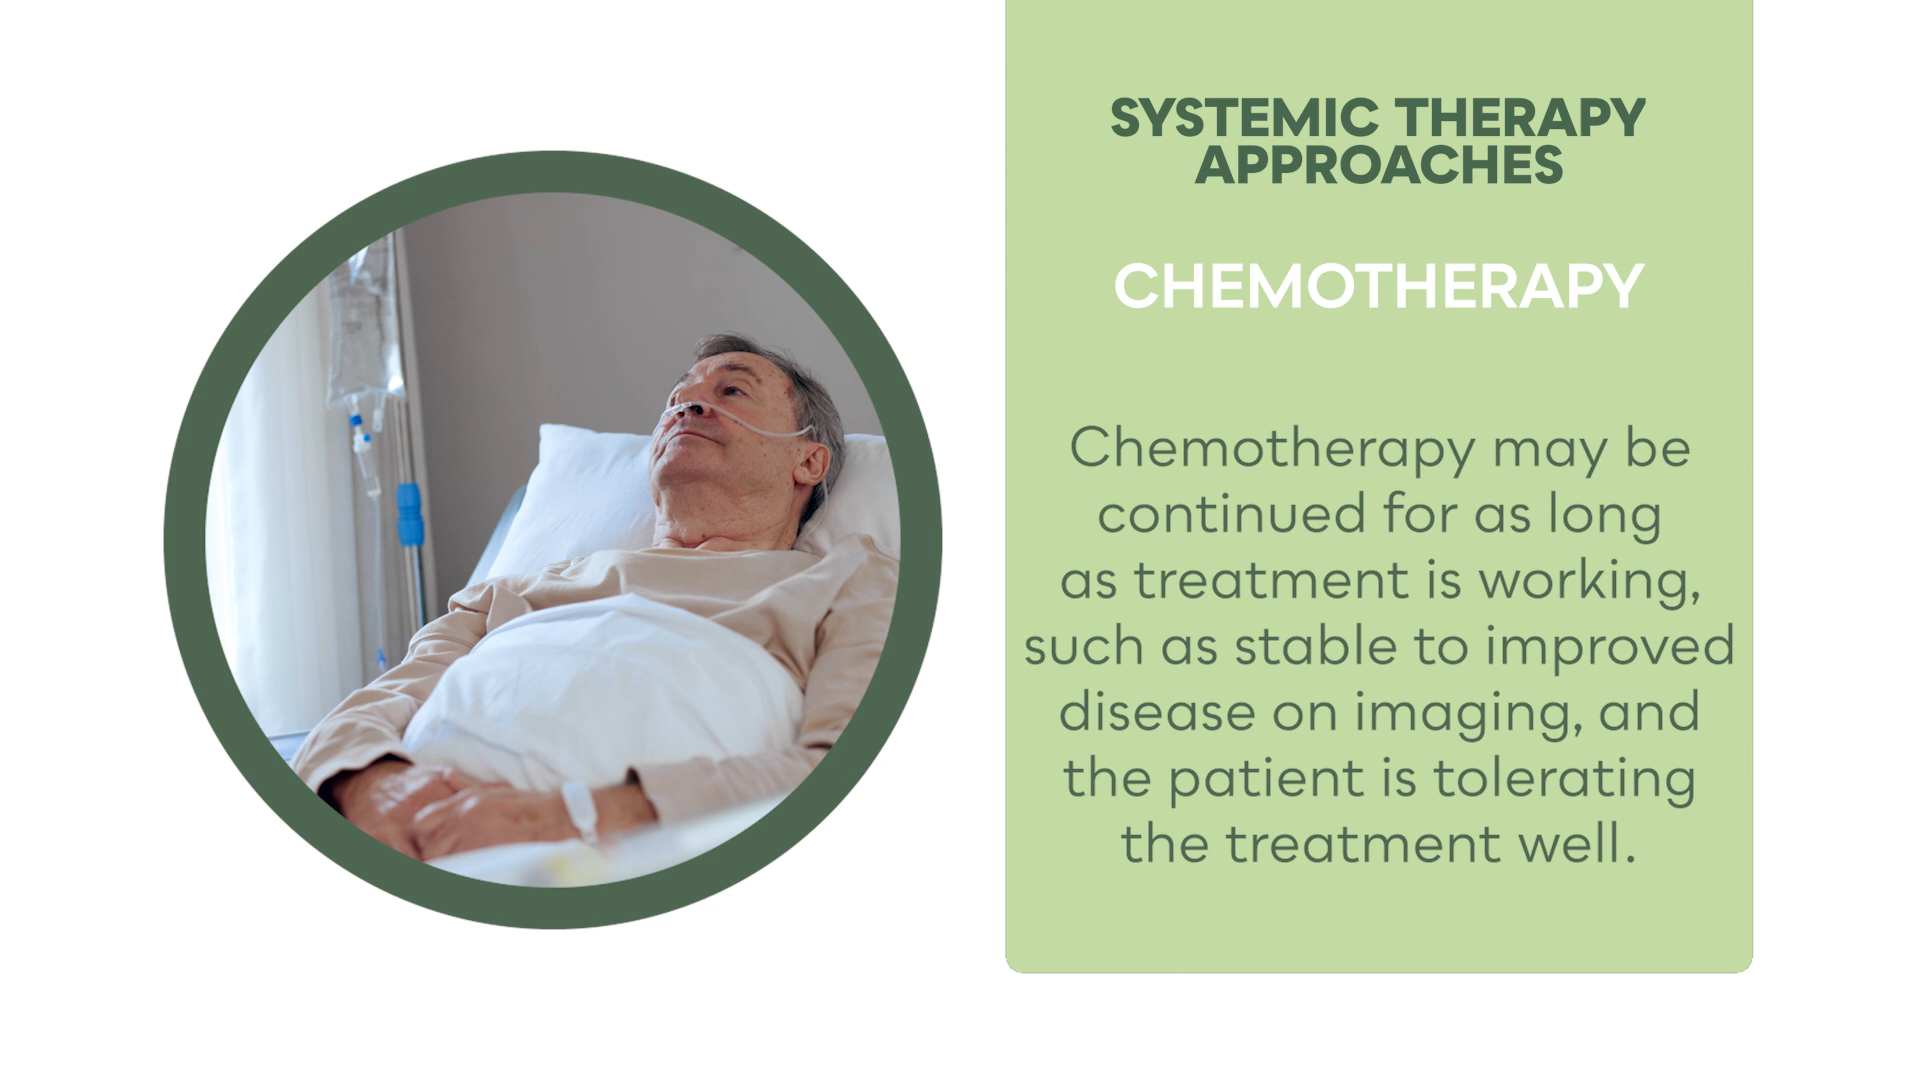 SYSTEMIC THERAPY
APPROACHES
CHEMOTHERAPY
Chemotherapy may be
continued for as long
as treatment is working,
such as stable to improved
disease on imaging, and
the patient is tolerating
the treatment well.